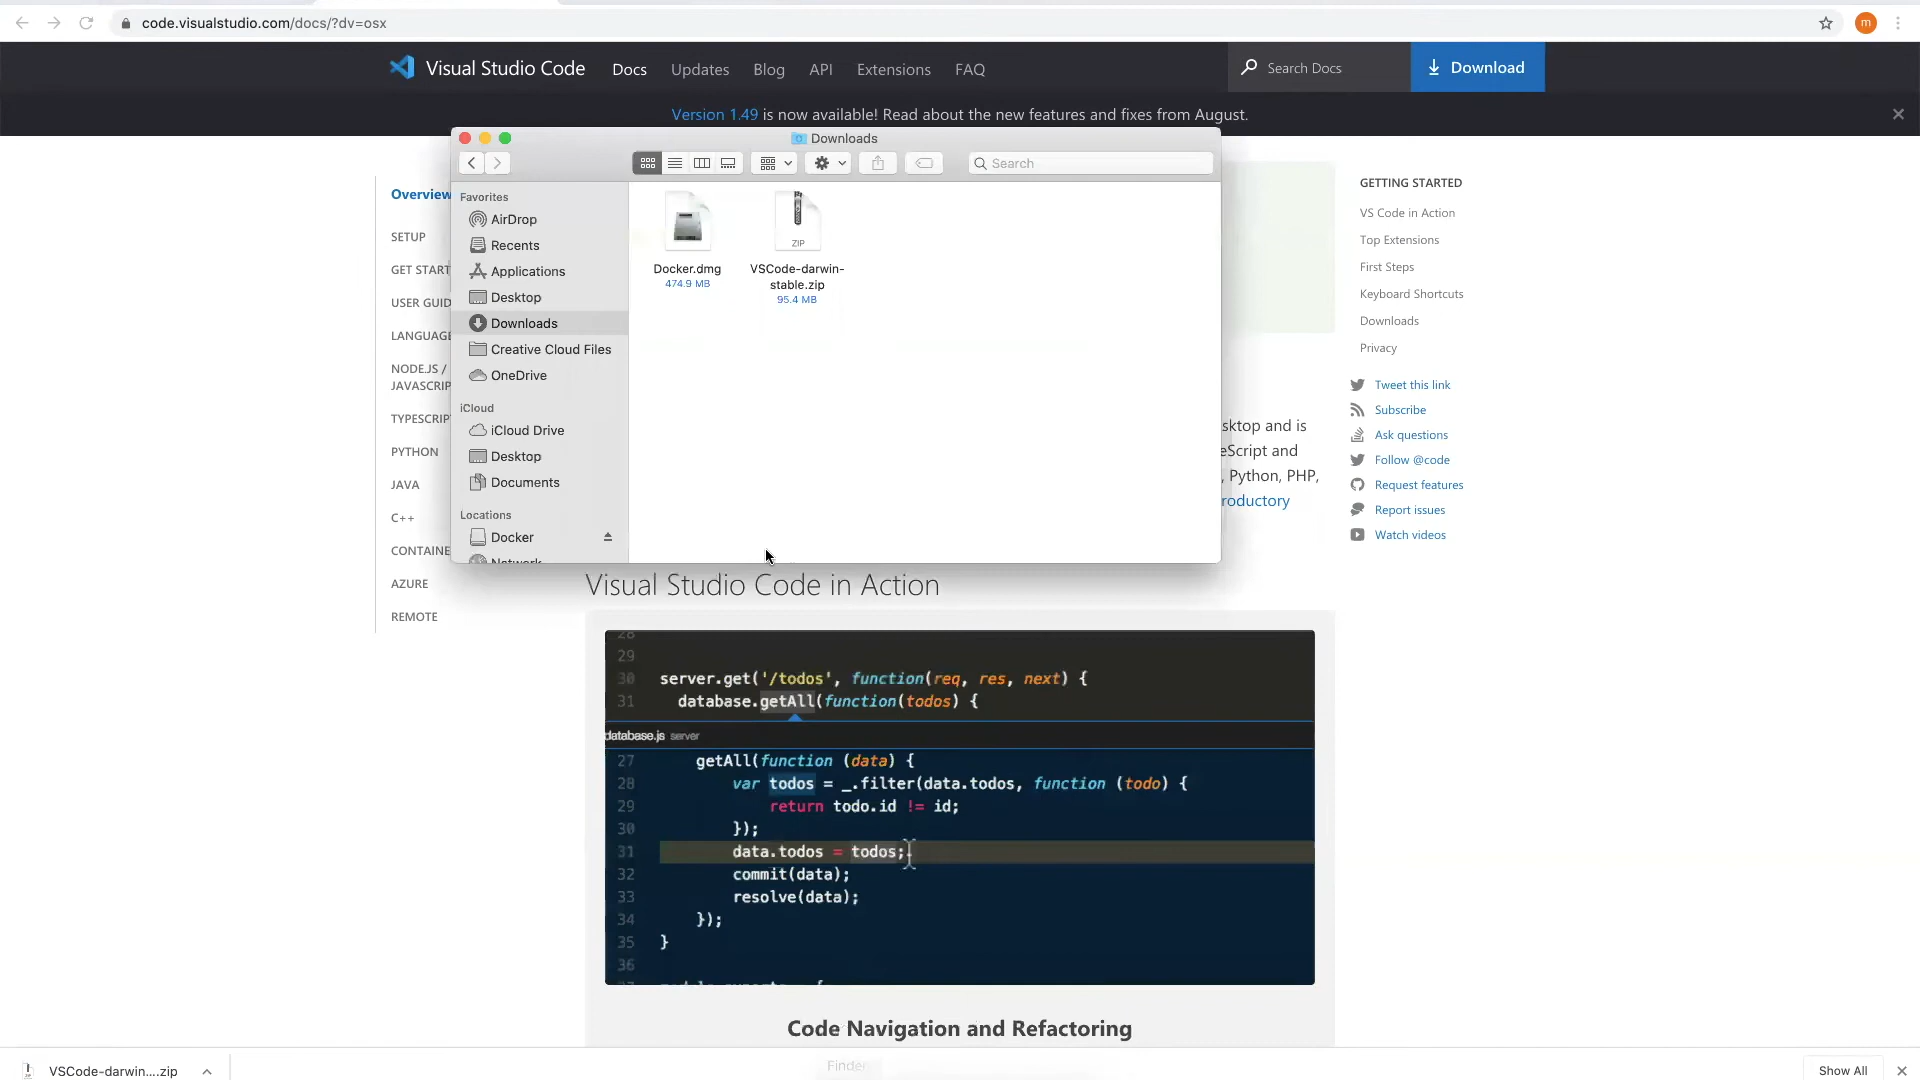 code.visualstudio.com/docs/?dv=osx
m
Visual Studio Code
Docs
Updates
Blog
API
Extensions
FAQ
Search Docs
Download
Version 1.49 is now available! Read about the new features and fixes from August.
Downloads
Search
Favorites
AirDrop
Recents
Applications
Desktop
Downloads
Creative Cloud Files
OneDrive
iCloud
iCloud Drive
Desktop
Documents
Locations
Docker
Network
Docker.dmg
474.9 MB
ZIP
VSCode-darwin-
stable.zip
95.4 MB
Overview
SETUP
GET START
USER GUID
LANGUAGE
NODE.JS /
JAVASCRIP
TYPESCRIP
PYTHON
JAVA
C++
CONTAINE
AZURE
REMOTE
sktop and is
eScript and
, Python, PHP,
roductory
GETTING STARTED
VS Code in Action
Top Extensions
First Steps
Keyboard Shortcuts
Downloads
Privacy
Tweet this link
Subscribe
Ask questions
Follow @code
Request features
Report issues
Watch videos
Visual Studio Code in Action
28
29
30 server.get('/todos', function(req, res, next) {
31 database.getAll(function(todos) {
database.js server
27 getAll(function (data) {
28 var todos = _.filter(data.todos, function (todo) {
29 return todo.id != id;
30 });
31 data.todos = todos;
32 commit(data);
33 resolve(data);
34 });
35 }
36
Code Navigation and Refactoring
VSCode-darwin....zip
Finder
Show All